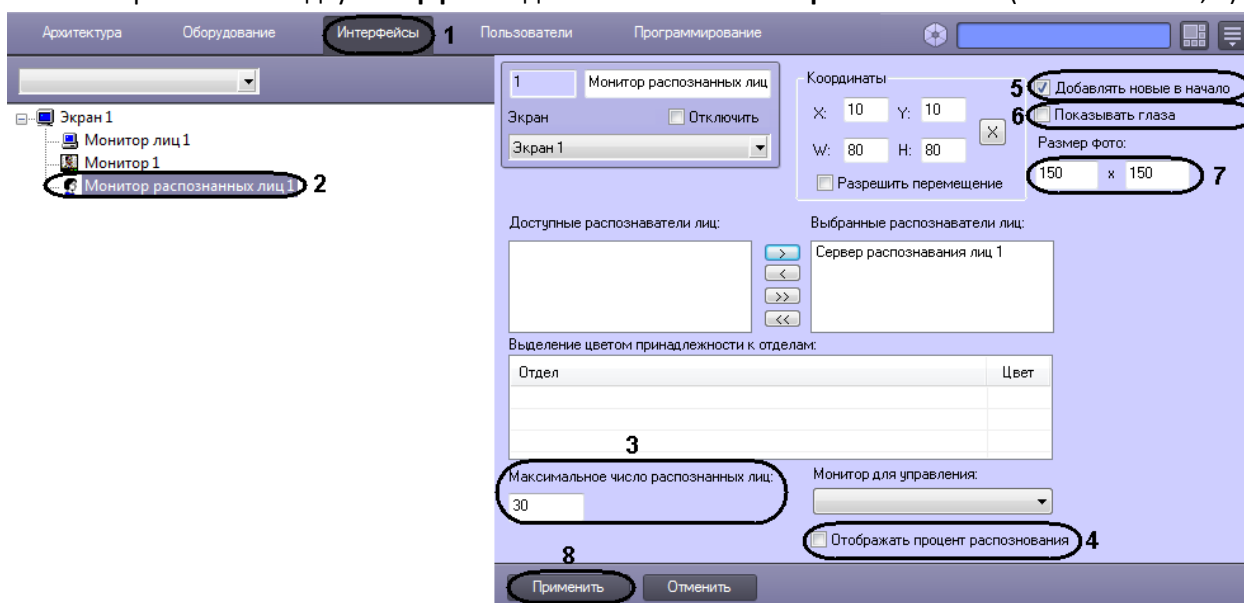 Архитектура Оборудование Интерфейсы 1 Пользователи Программирование
Экран 1
Монитор лиц 1
Монитор 1
Монитор распознанных лиц 1 2
1 Монитор распознанных лиц
Экран Отключить
Экран 1
Координаты
X: 10 Y: 10
W: 80 H: 80
X
Разрешить перемещение
5 Добавлять новые в начало
6 Показывать глаза
Размер фото:
150 x 150 7
Доступные распознаватели лиц:
Выбранные распознаватели лиц:
>
<
>>
<<
Сервер распознавания лиц 1
Выделение цветом принадлежности к отделам:
Отдел Цвет
3
Максимальное число распознанных лиц:
30
Монитор для управления:
Отображать процент распознования 4
8
Применить Отменить